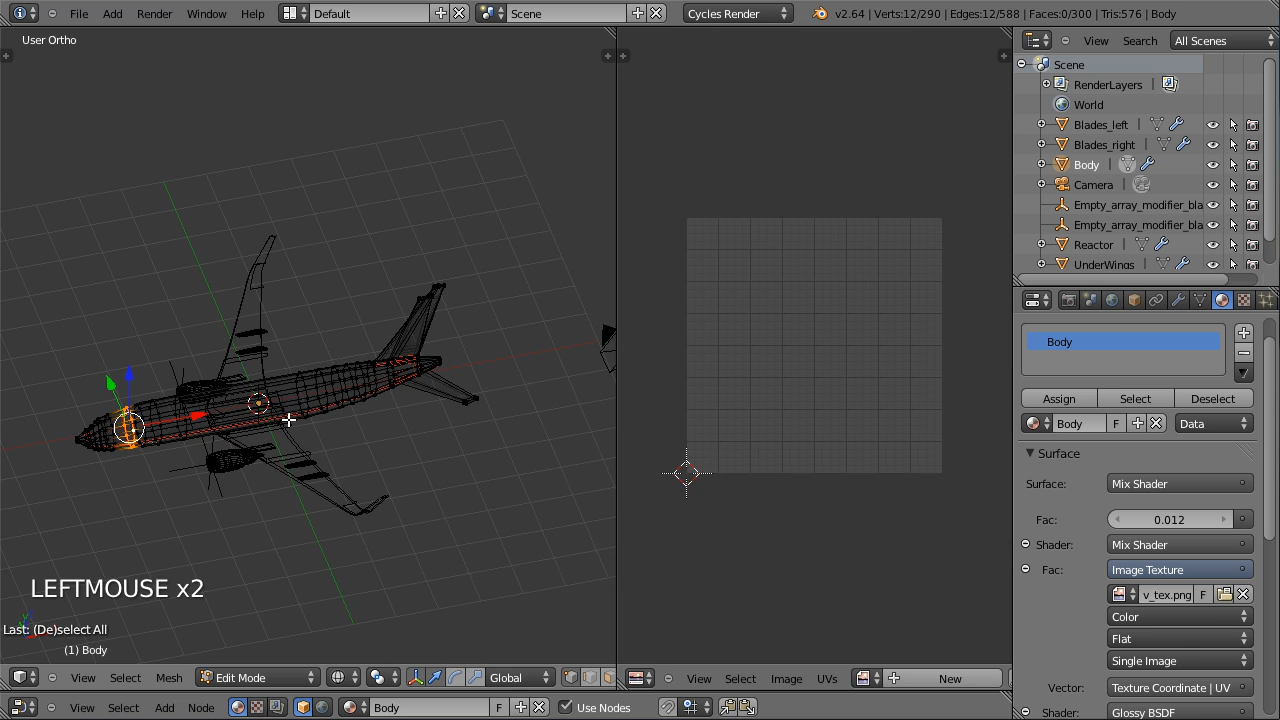 File Add Render Window Help Default Scene Cycles Render v2.64 | Verts:12/290 | Edges:12/588 | Faces:0/300 | Tris:576 | Body
User Ortho
View Search All Scenes
Scene
RenderLayers
World
Blades_left
Blades_right
Body
Camera
Empty_array_modifier_bla
Empty_array_modifier_bla
Reactor
UnderWings
Body
Assign Select Deselect
Body F Data
Surface
Surface: Mix Shader
Fac: 0.012
Shader: Mix Shader
Fac: Image Texture
v_tex.png F
Color
Flat
Single Image
Vector: Texture Coordinate | UV
Shader: Glossy BSDF
LEFTMOUSE x2
Last: (De)select All
(1) Body
View Select Mesh Edit Mode Global
View Select Image UVs New
View Select Add Node Body F Use Nodes